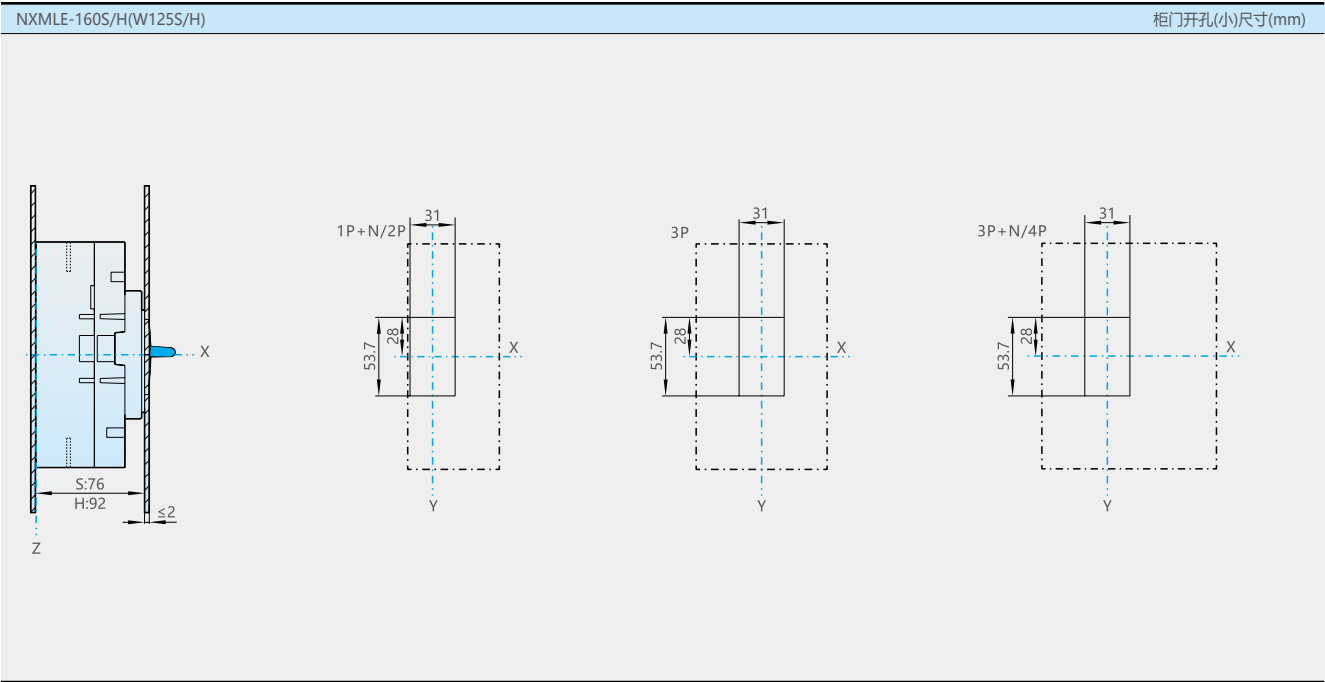 NXMLE-160S/H(W125S/H)
柜门开孔(小)尺寸(mm)
X
S:76
H:92
≤2
Z
1P+N/2P
31
28
53.7
X
Y
3P
31
28
53.7
X
Y
3P+N/4P
31
28
53.7
X
Y